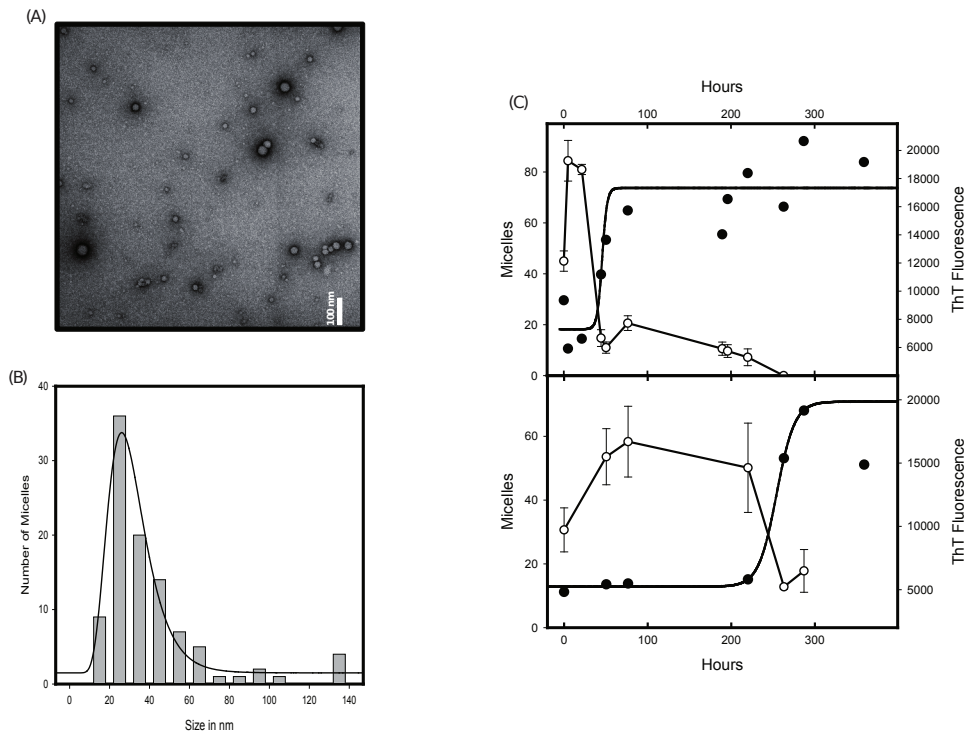 (A)
100 nm
(B)
40
30
20
10
0
Number of Micelles
0 20 40 60 80 100 120 140
Size in nm
(C)
Hours
0 100 200 300
80
60
40
20
0
Micelles
20000
18000
16000
14000
12000
10000
8000
6000
ThT Fluorescence
60
40
20
0
Micelles
20000
15000
10000
5000
ThT Fluorescence
0 100 200 300
Hours